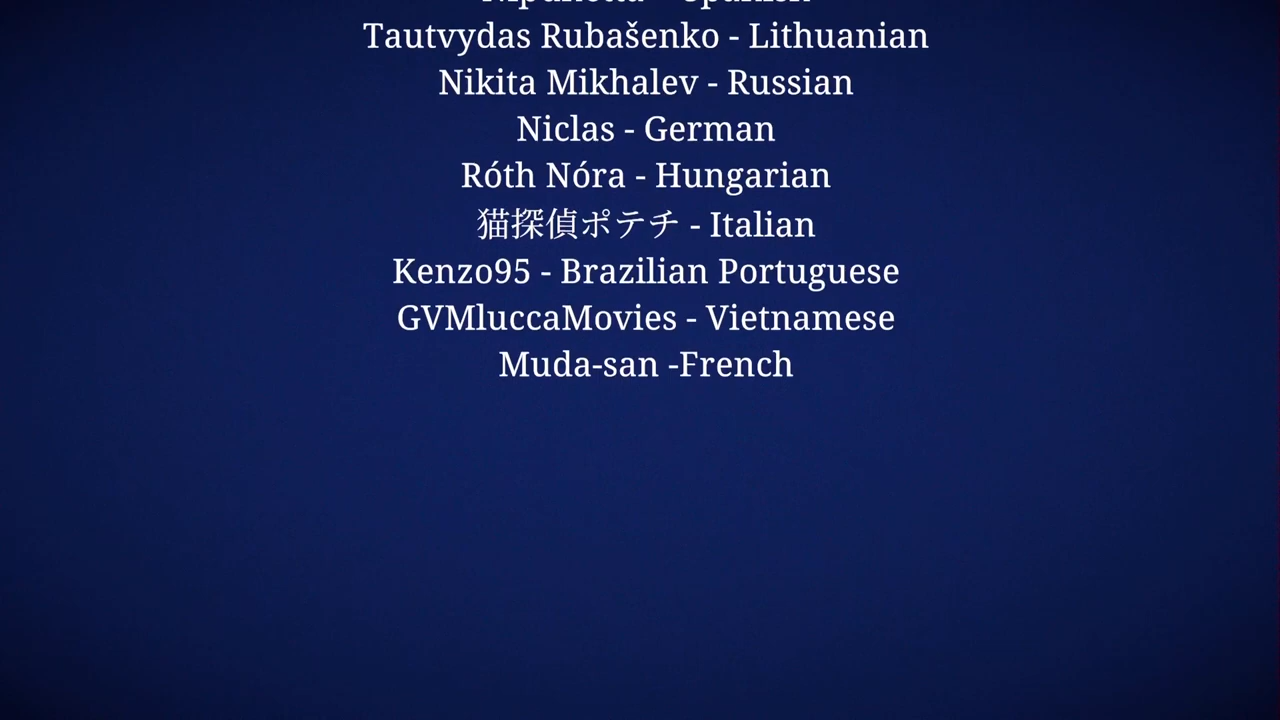 Tautvydas Rubašenko - Lithuanian
Nikita Mikhalev - Russian
Niclas - German
Róth Nóra - Hungarian
猫探偵ポテチ - Italian
Kenzo95 - Brazilian Portuguese
GVMluccaMovies - Vietnamese
Muda-san -French